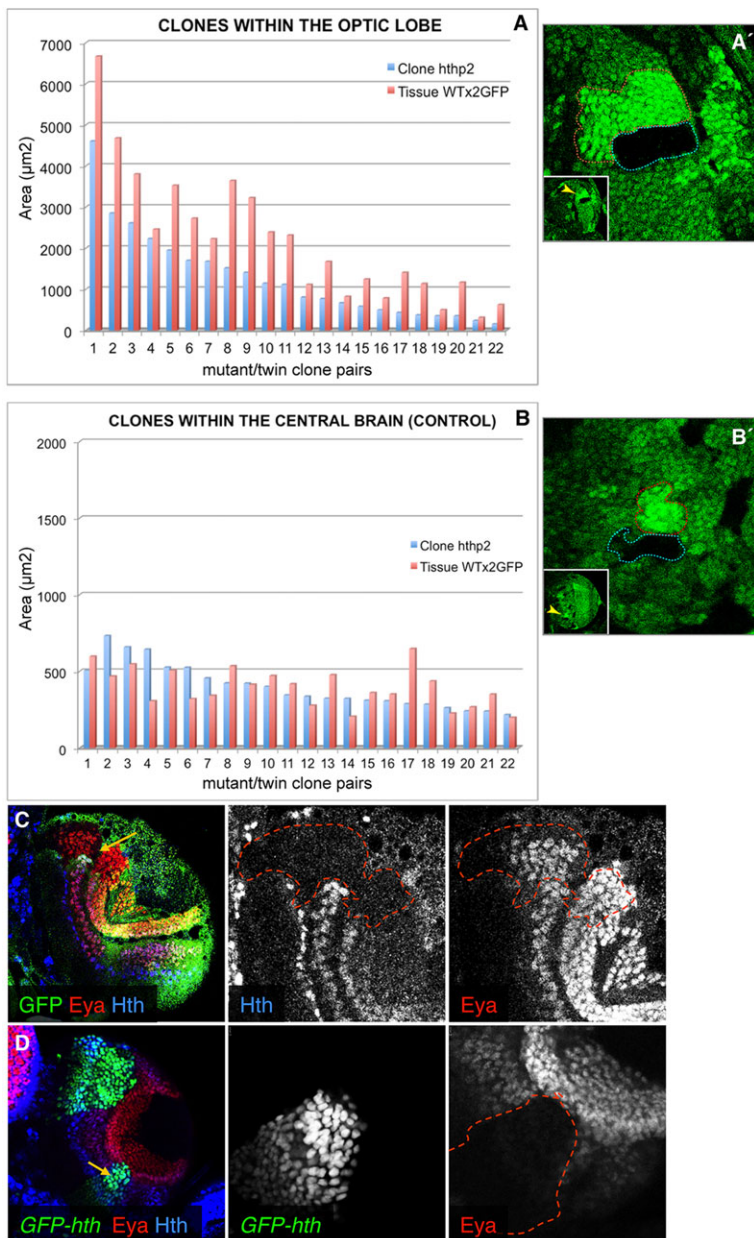 CLONES WITHIN THE OPTIC LOBE
A
7000
6000
5000
4000
3000
2000
1000
0
Area (µm2)
Clone hthp2
Tissue WTx2GFP
1 2 3 4 5 6 7 8 9 10 11 12 13 14 15 16 17 18 19 20 21 22
mutant/twin clone pairs
A´
CLONES WITHIN THE CENTRAL BRAIN (CONTROL)
B
2000
1500
1000
500
0
Area (µm2)
Clone hthp2
Tissue WTx2GFP
1 2 3 4 5 6 7 8 9 10 11 12 13 14 15 16 17 18 19 20 21 22
mutant/twin clone pairs
B´
C
GFP Eya Hth
Hth
Eya
D
GFP-hth Eya Hth
GFP-hth
Eya